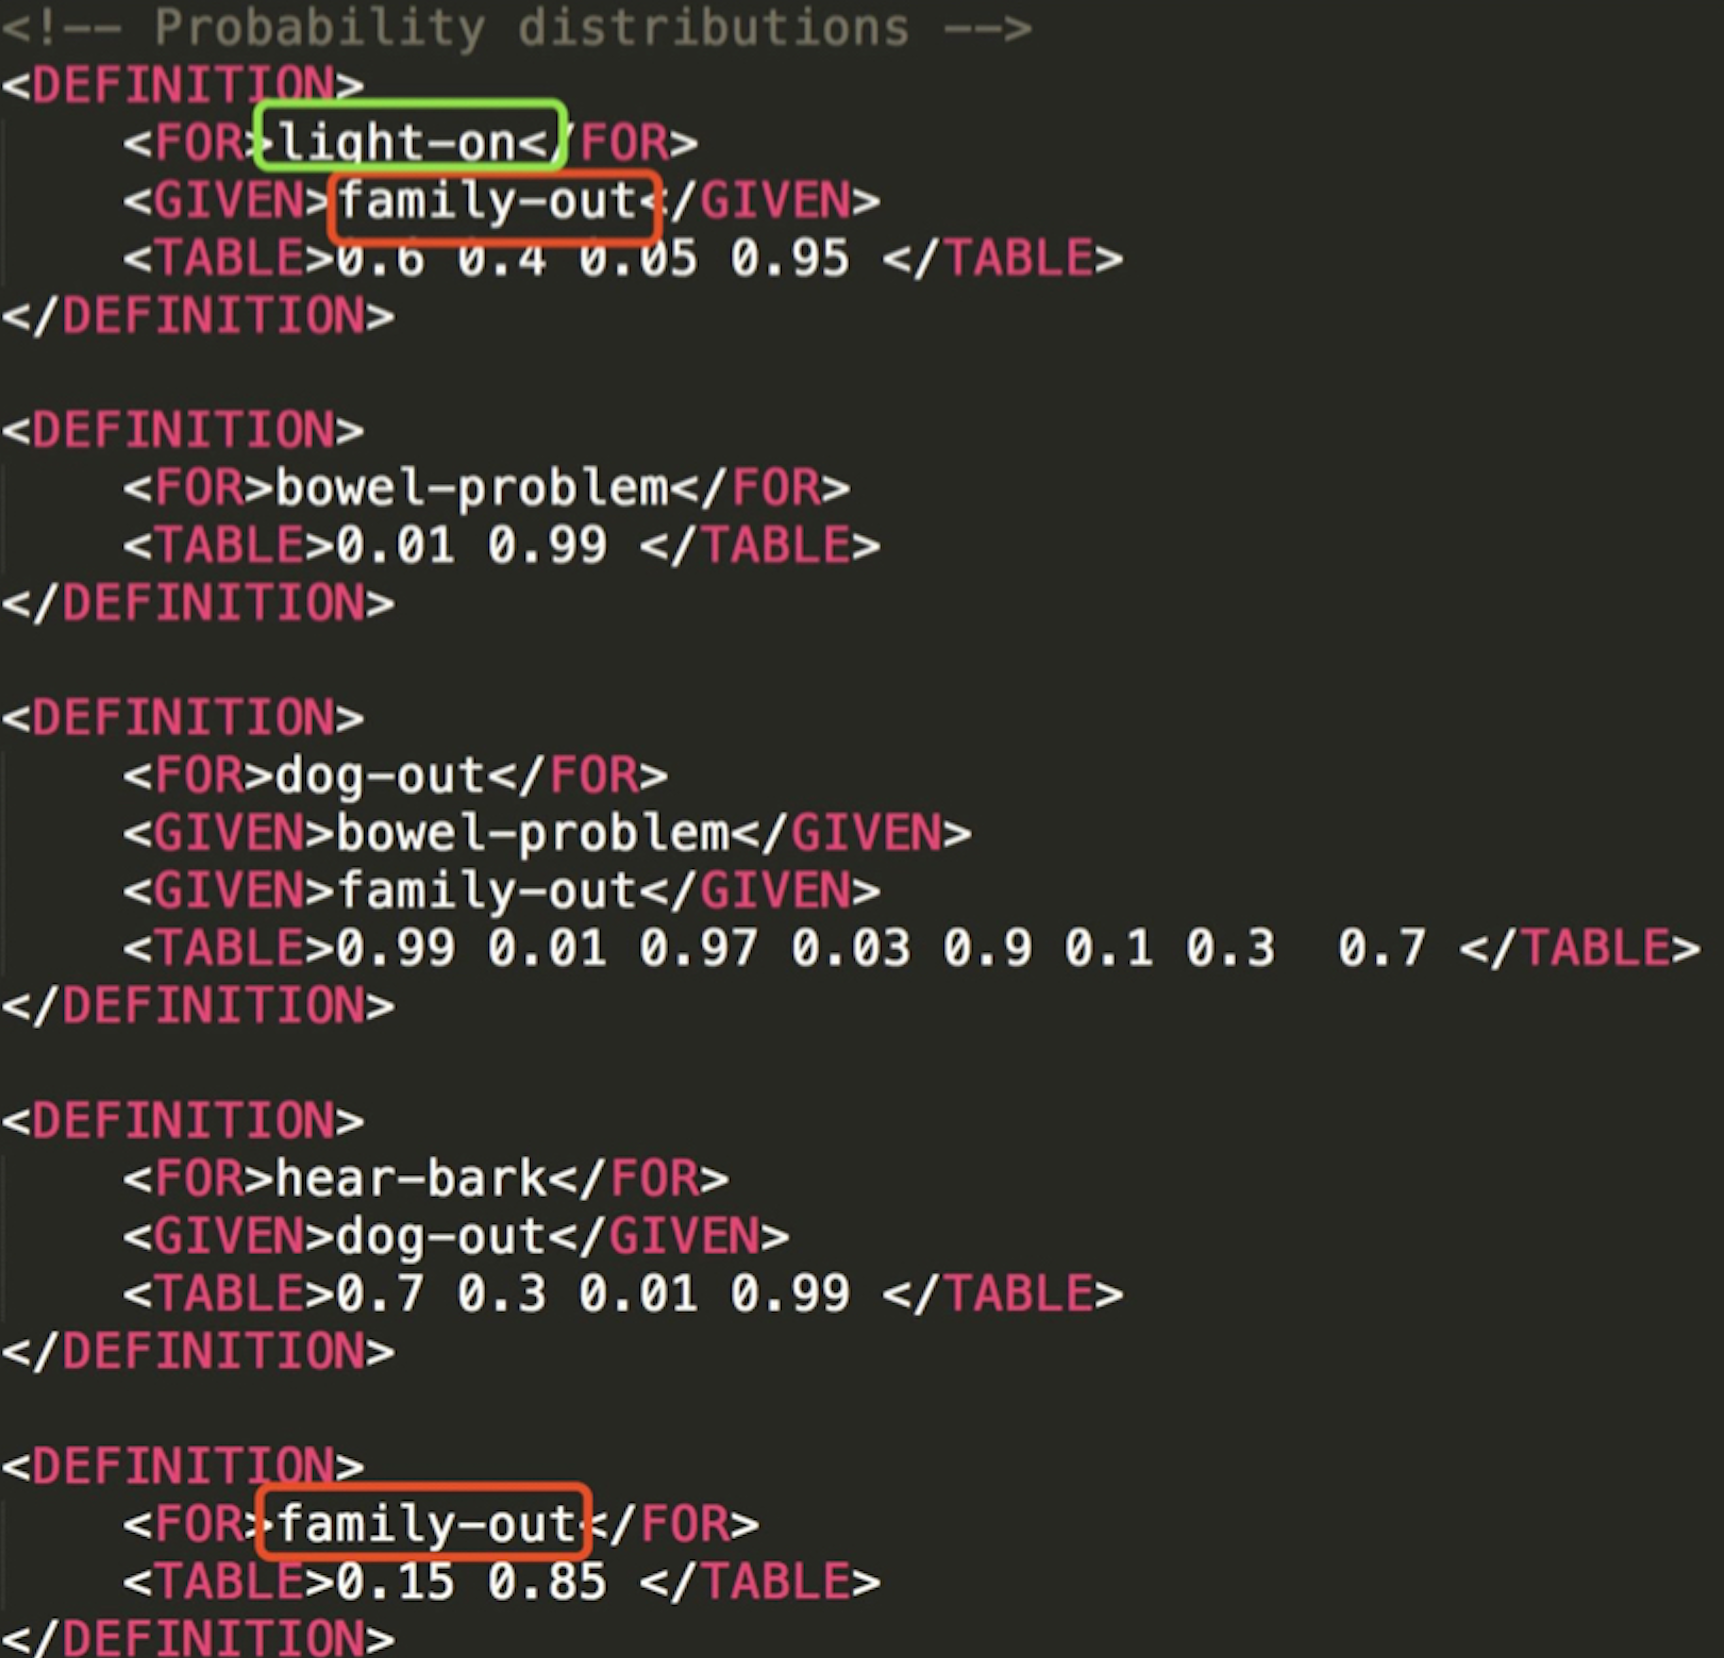 <!-- Probability distributions -->
<DEFINITION>
<FOR>light-on</FOR>
<GIVEN>family-out</GIVEN>
<TABLE>0.6 0.4 0.05 0.95 </TABLE>
</DEFINITION>
<DEFINITION>
<FOR>bowel-problem</FOR>
<TABLE>0.01 0.99 </TABLE>
</DEFINITION>
<DEFINITION>
<FOR>dog-out</FOR>
<GIVEN>bowel-problem</GIVEN>
<GIVEN>family-out</GIVEN>
<TABLE>0.99 0.01 0.97 0.03 0.9 0.1 0.3  0.7 </TABLE>
</DEFINITION>
<DEFINITION>
<FOR>hear-bark</FOR>
<GIVEN>dog-out</GIVEN>
<TABLE>0.7 0.3 0.01 0.99 </TABLE>
</DEFINITION>
<DEFINITION>
<FOR>family-out</FOR>
<TABLE>0.15 0.85 </TABLE>
</DEFINITION>